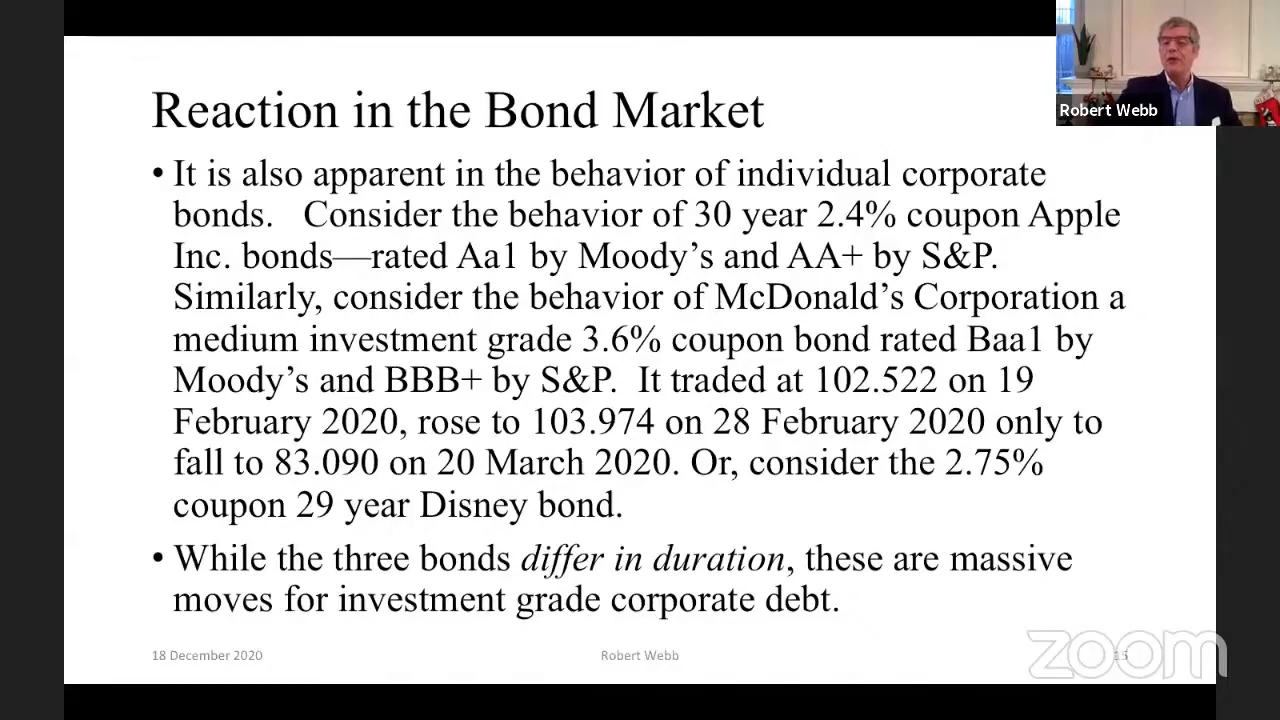 Reaction in the Bond Market
• It is also apparent in the behavior of individual corporate
bonds. Consider the behavior of 30 year 2.4% coupon Apple
Inc. bonds—rated Aa1 by Moody’s and AA+ by S&P.
Similarly, consider the behavior of McDonald’s Corporation a
medium investment grade 3.6% coupon bond rated Baa1 by
Moody’s and BBB+ by S&P. It traded at 102.522 on 19
February 2020, rose to 103.974 on 28 February 2020 only to
fall to 83.090 on 20 March 2020. Or, consider the 2.75%
coupon 29 year Disney bond.
• While the three bonds differ in duration, these are massive
moves for investment grade corporate debt.
18 December 2020
Robert Webb
15
zoom
Robert Webb